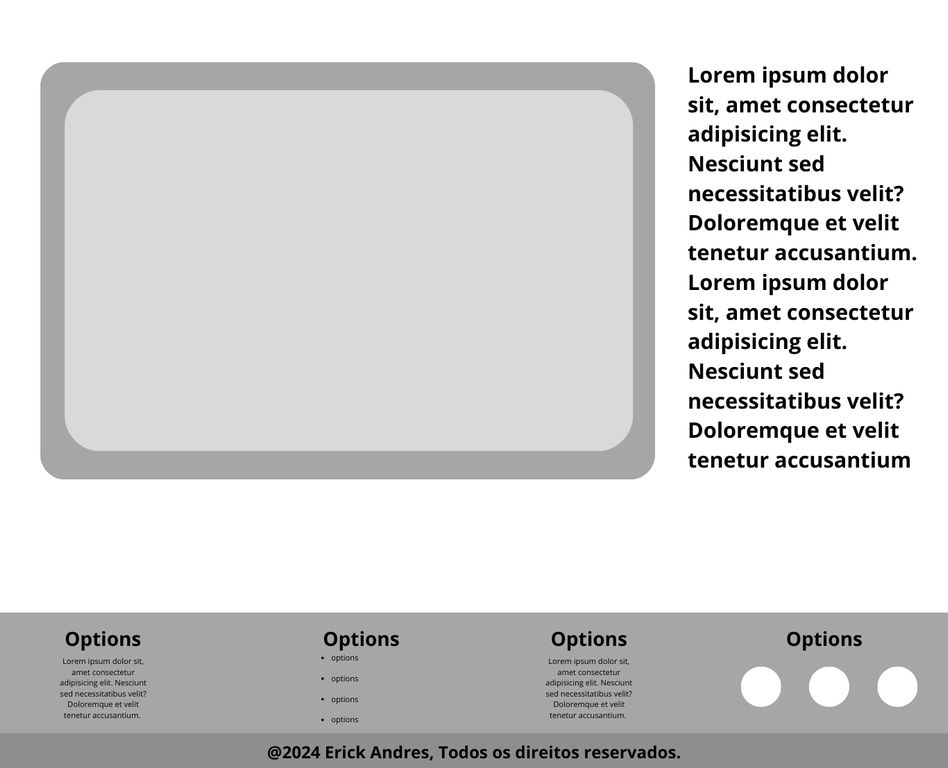 Lorem ipsum dolor
sit, amet consectetur
adipisicing elit.
Nesciunt sed
necessitatibus velit?
Doloremque et velit
tenetur accusantium.
Lorem ipsum dolor
sit, amet consectetur
adipisicing elit.
Nesciunt sed
necessitatibus velit?
Doloremque et velit
tenetur accusantium
Options
Lorem ipsum dolor sit,
amet consectetur
adipisicing elit. Nesciunt
sed necessitatibus velit?
Doloremque et velit
tenetur accusantium.
Options
• options
• options
• options
• options
Options
Lorem ipsum dolor sit,
amet consectetur
adipisicing elit. Nesciunt
sed necessitatibus velit?
Doloremque et velit
tenetur accusantium.
Options
@2024 Erick Andres, Todos os direitos reservados.